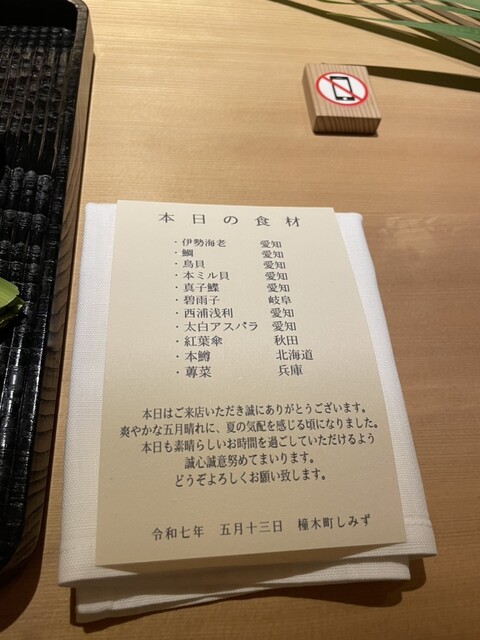 本日の食材
・伊勢海老 愛知
・鯛 愛知
・鳥貝 愛知
・本ミル貝 愛知
・真子鰈 愛知
・碧雨子 岐阜
・西浦浅利 愛知
・太白アスパラ 愛知
・紅葉傘 秋田
・本鱒 北海道
・蓴菜 兵庫
本日はご来店いただき誠にありがとうございます。
爽やかな五月晴れに、夏の気配を感じる頃になりました。
本日も素晴らしいお時間を過ごしていただけるよう
誠心誠意努めてまいります。
どうぞよろしくお願い致します。
令和七年 五月十三日 橦木町しみず